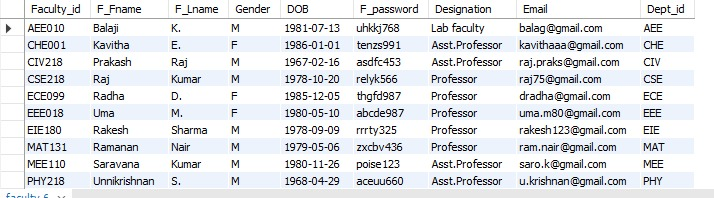 Faculty_id F_Fname F_Lname Gender DOB F_password Designation Email Dept_id
AEE010 Balaji K. M 1981-07-13 uhkkj768 Lab faculty balag@gmail.com AEE
CHE001 Kavitha E. F 1986-01-01 tenzs991 Asst.Professor kavithaaa@gmail.com CHE
CIV218 Prakash Raj M 1967-02-16 asdfc453 Asst.Professor raj.praks@gmail.com CIV
CSE218 Raj Kumar M 1978-10-20 relyk566 Professor raj75@gmail.com CSE
ECE099 Radha D. F 1985-12-05 thgfd987 Professor dradha@gmail.com ECE
EEE018 Uma M. F 1980-05-10 abcde987 Professor uma.m80@gmail.com EEE
EIE180 Rakesh Sharma M 1978-09-09 rrrty325 Professor rakesh123@gmail.com EIE
MAT131 Ramanan Nair M 1979-05-06 zxcbv436 Professor ram.nair@gmail.com MAT
MEE110 Saravana Kumar M 1980-11-26 poise123 Asst.Professor saro.k@gmail.com MEE
PHY218 Unnikrishnan S. M 1968-04-29 aceuu660 Asst.Professor u.krishnan@gmail.com PHY
faculty 6